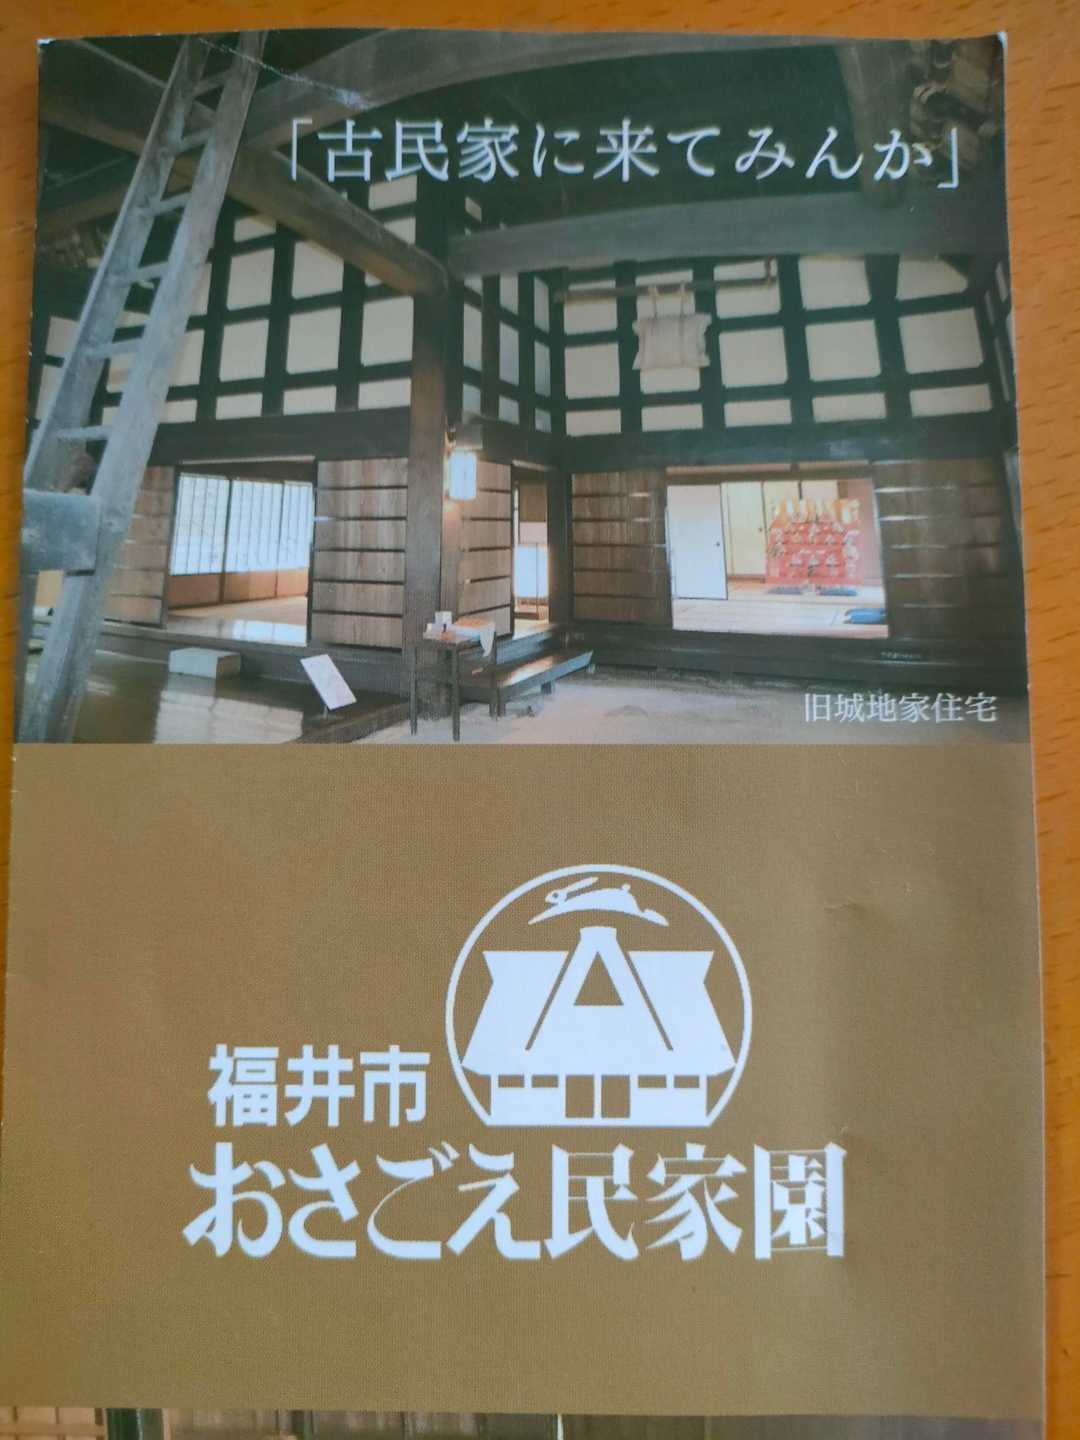 「古民家に来てみんか」
旧城地家住宅
福井市
おさごえ民家園